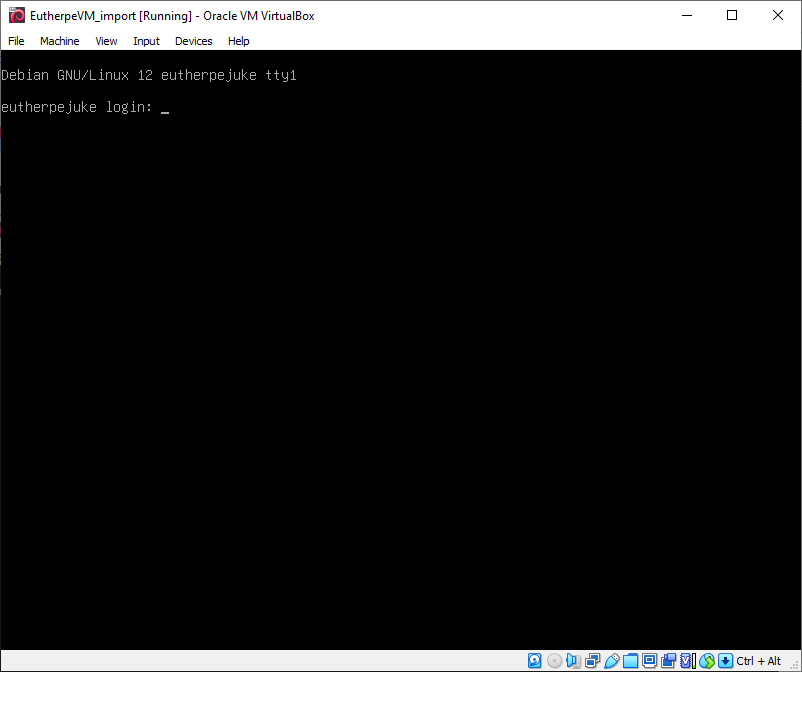 EutherpeVM_import [Running] - Oracle VM VirtualBox
File Machine View Input Devices Help
Debian GNU/Linux 12 eutherpejuke tty1
eutherpejuke login: _
Ctrl + Alt